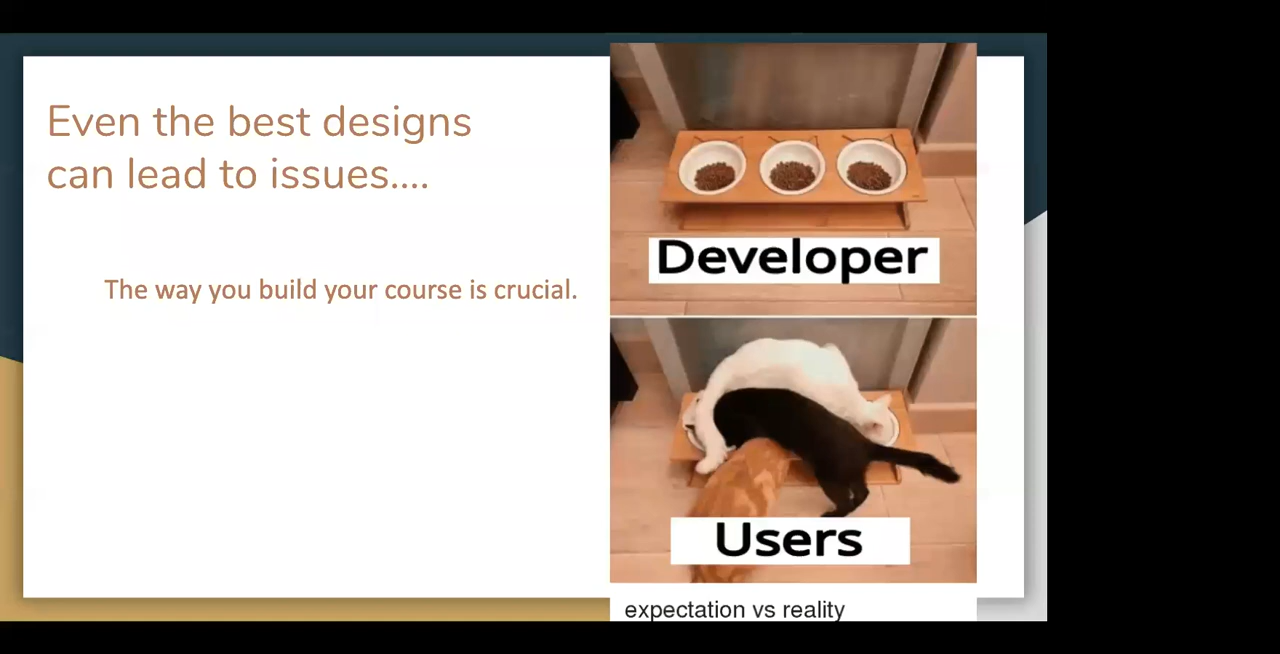 Even the best designs
can lead to issues....
The way you build your course is crucial.
Developer
Users
expectation vs reality